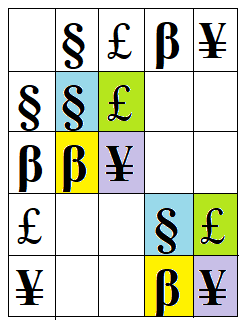 § £ β ¥
§ § £
β β ¥
£ § £
¥ β ¥